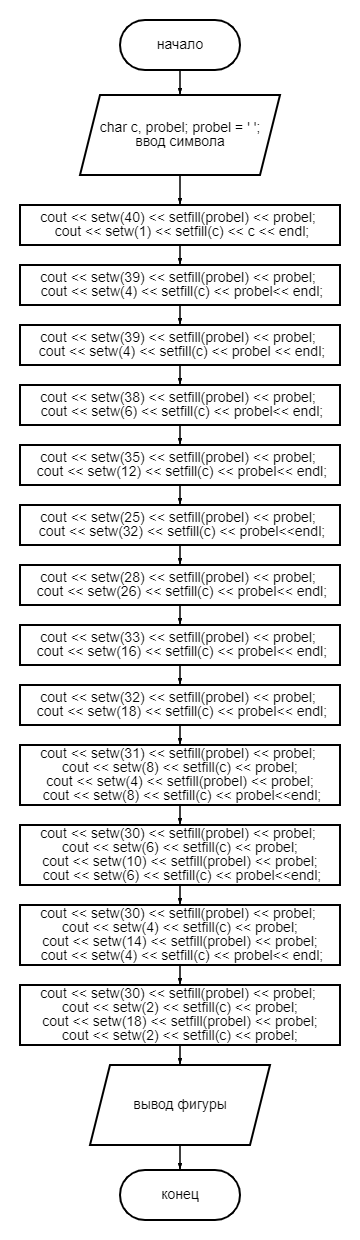 начало
char c, probel; probel = ' ';
ввод символа
cout << setw(40) << setfill(probel) << probel;
cout << setw(1) << setfill(c) << c << endl;
cout << setw(39) << setfill(probel) << probel;
cout << setw(4) << setfill(c) << probel<< endl;
cout << setw(39) << setfill(probel) << probel;
cout << setw(4) << setfill(c) << probel << endl;
cout << setw(38) << setfill(probel) << probel;
cout << setw(6) << setfill(c) << probel<< endl;
cout << setw(35) << setfill(probel) << probel;
cout << setw(12) << setfill(c) << probel<< endl;
cout << setw(25) << setfill(probel) << probel;
cout << setw(32) << setfill(c) << probel<<endl;
cout << setw(28) << setfill(probel) << probel;
cout << setw(26) << setfill(c) << probel<< endl;
cout << setw(33) << setfill(probel) << probel;
cout << setw(16) << setfill(c) << probel<< endl;
cout << setw(32) << setfill(probel) << probel;
cout << setw(18) << setfill(c) << probel<< endl;
cout << setw(31) << setfill(probel) << probel;
cout << setw(8) << setfill(c) << probel;
cout << setw(4) << setfill(probel) << probel;
cout << setw(8) << setfill(c) << probel<<endl;
cout << setw(30) << setfill(probel) << probel;
cout << setw(6) << setfill(c) << probel;
cout << setw(10) << setfill(probel) << probel;
cout << setw(6) << setfill(c) << probel<<endl;
cout << setw(30) << setfill(probel) << probel;
cout << setw(4) << setfill(c) << probel;
cout << setw(14) << setfill(probel) << probel;
cout << setw(4) << setfill(c) << probel<< endl;
cout << setw(30) << setfill(probel) << probel;
cout << setw(2) << setfill(c) << probel;
cout << setw(18) << setfill(probel) << probel;
cout << setw(2) << setfill(c) << probel;
вывод фигуры
конец